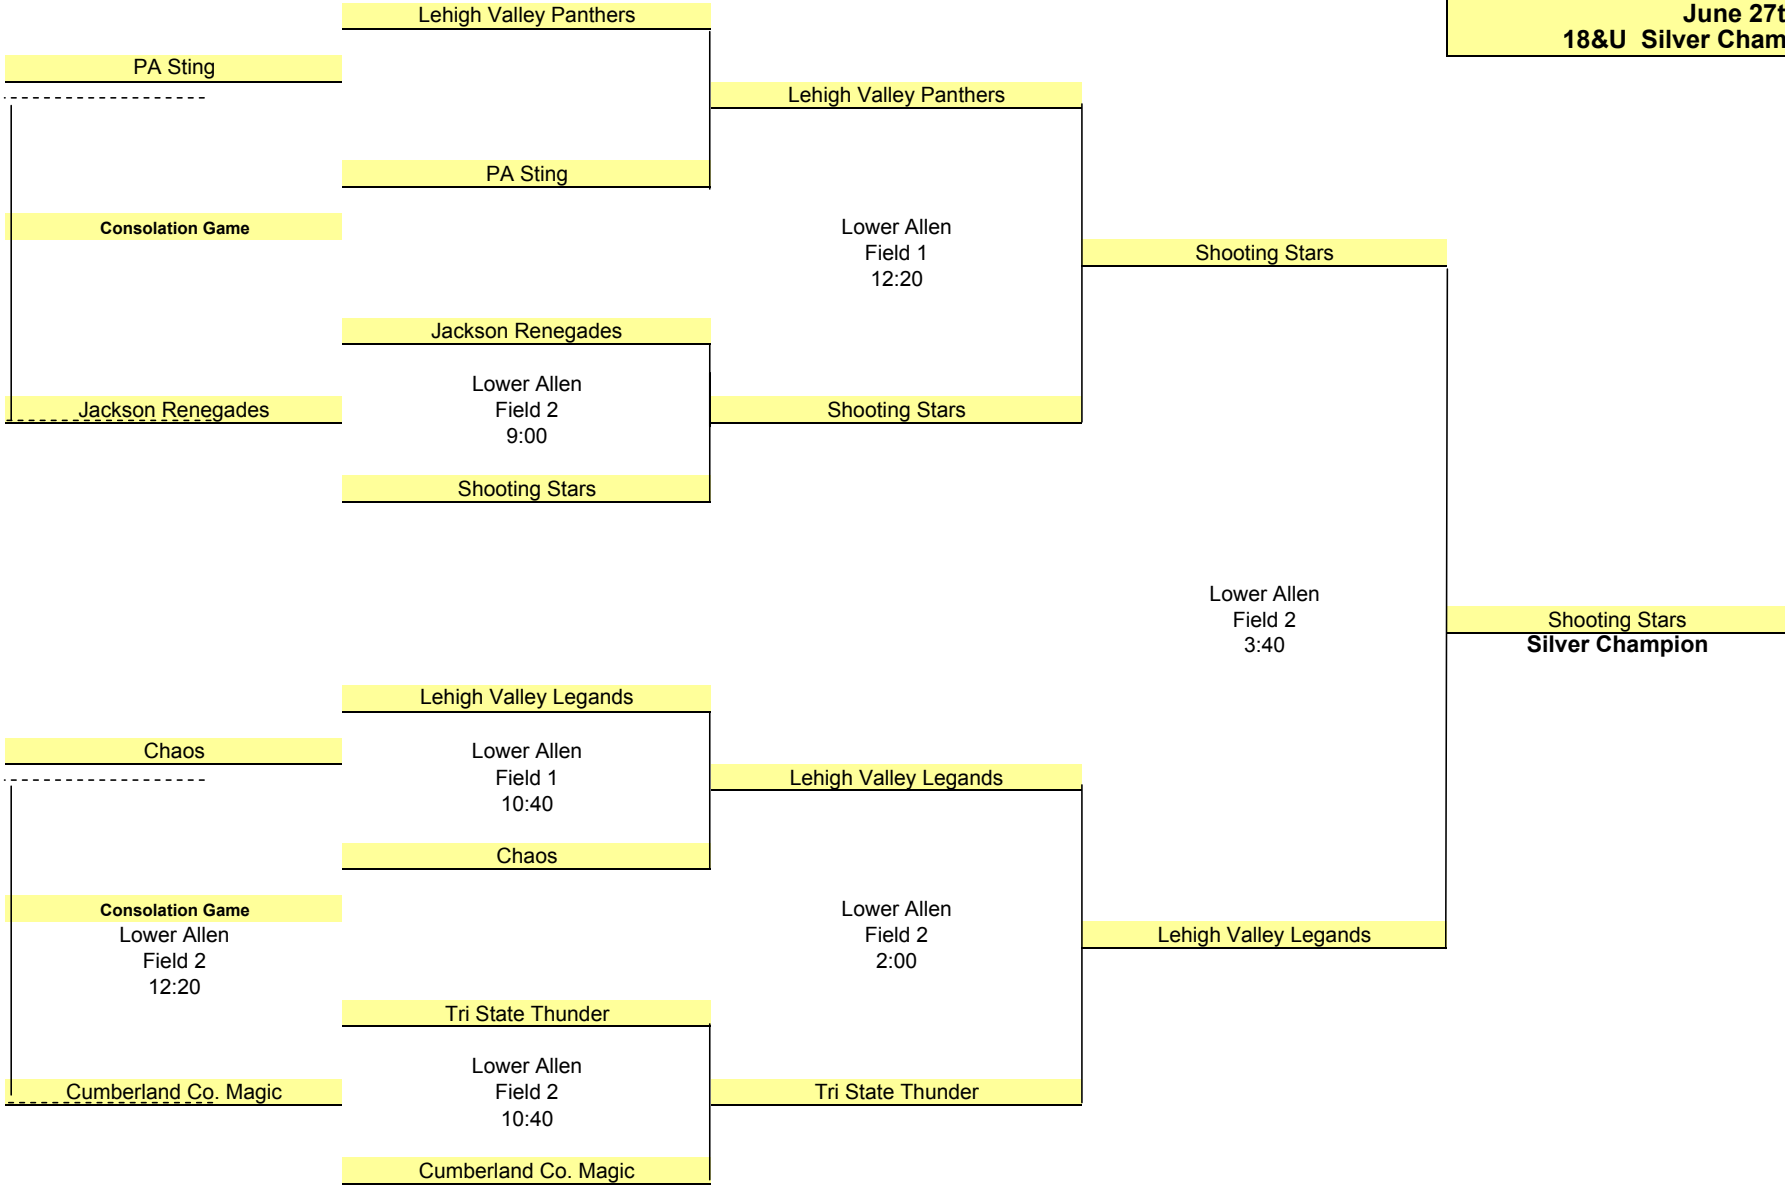 Lehigh Valley Panthers
June 27t
18&U  Silver Cham
PA Sting
Lehigh Valley Panthers
PA Sting
Consolation Game
Lower Allen
Field 1
12:20
Shooting Stars
Jackson Renegades
Lower Allen
Field 2
9:00
Jackson Renegades
Shooting Stars
Shooting Stars
Lower Allen
Field 2
3:40
Shooting Stars
Silver Champion
Lehigh Valley Legands
Chaos
Lower Allen
Field 1
10:40
Lehigh Valley Legands
Chaos
Consolation Game
Lower Allen
Field 2
12:20
Lower Allen
Field 2
2:00
Lehigh Valley Legands
Tri State Thunder
Lower Allen
Field 2
10:40
Cumberland Co. Magic
Tri State Thunder
Cumberland Co. Magic